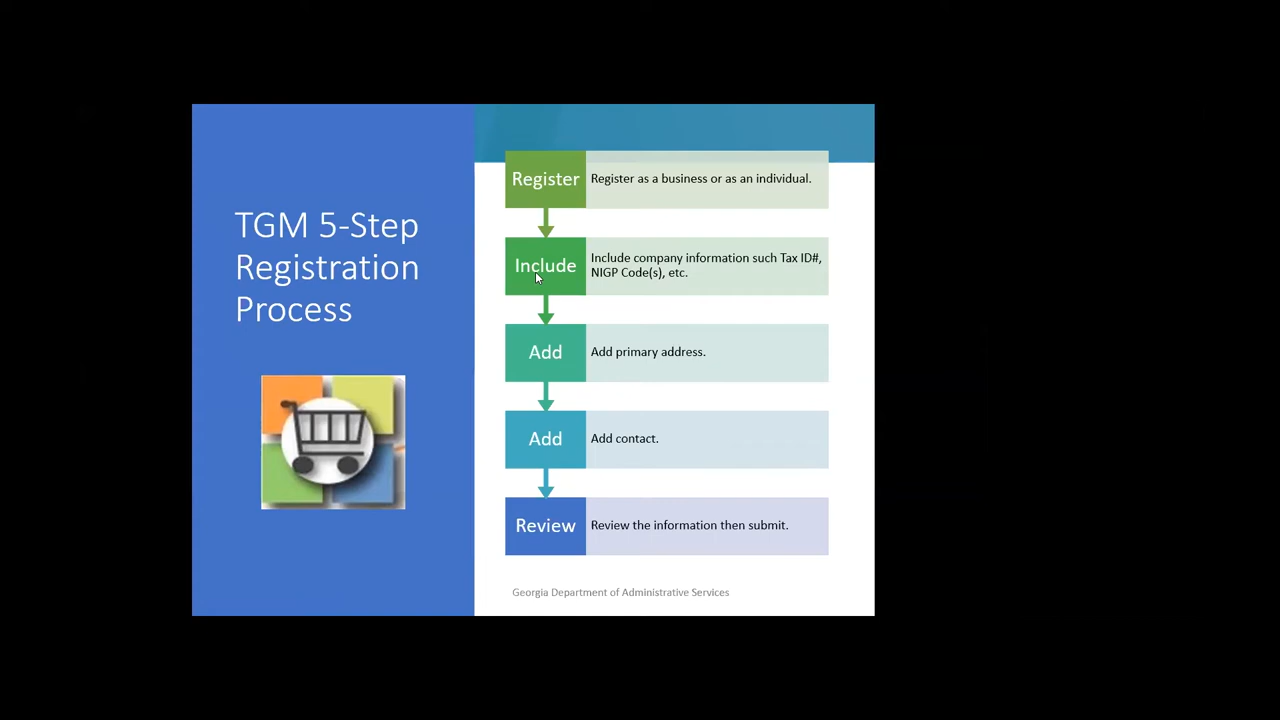 TGM 5-Step
Registration
Process
Register
Register as a business or as an individual.
Include
Include company information such Tax ID#,
NIGP Code(s), etc.
Add
Add primary address.
Add
Add contact.
Review
Review the information then submit.
Georgia Department of Administrative Services